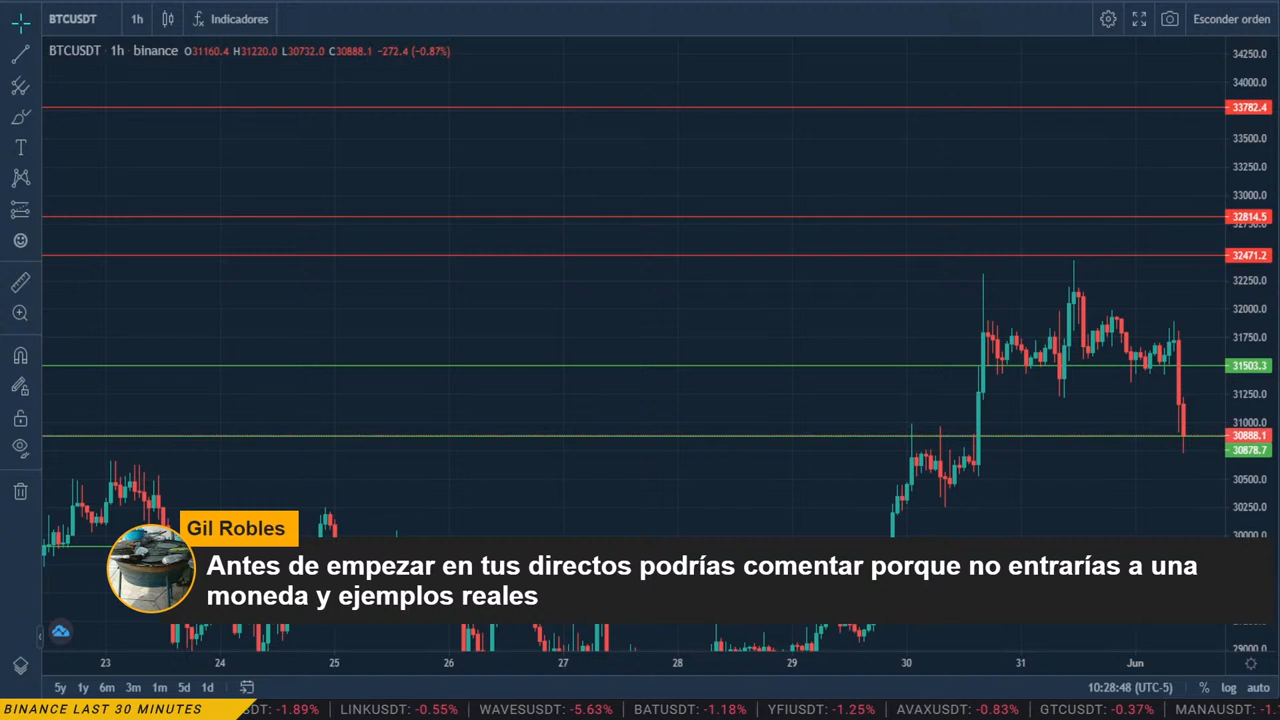 BTCUSDT 1h Indicadores Esconder orden
BTCUSDT 1h binance O31160.4 H31220.0 L30732.0 C30888.1 -272.4 (-0.87%)
34250.0
34000.0
33782.4
33500.0
33250.0
33000.0
32814.5
32750.0
32471.2
32250.0
32000.0
31750.0
31503.3
31250.0
31000.0
30888.1
30878.7
30500.0
30250.0
30000.0
Gil Robles
Antes de empezar en tus directos podrías comentar porque no entrarías a una
moneda y ejemplos reales
29000.0
23 24 25 26 27 28 29 30 31 Jun
5y 1y 6m 3m 1m 5d 1d 10:28:48 (UTC-5) % log auto
BINANCE LAST 30 MINUTES DT: -1.89% LINKUSDT: -0.55% WAVESUSDT: -5.63% BATUSDT: -1.18% YFIUSDT: -1.25% AVAXUSDT: -0.83% GTCUSDT: -0.37% MANAUSDT: -1.